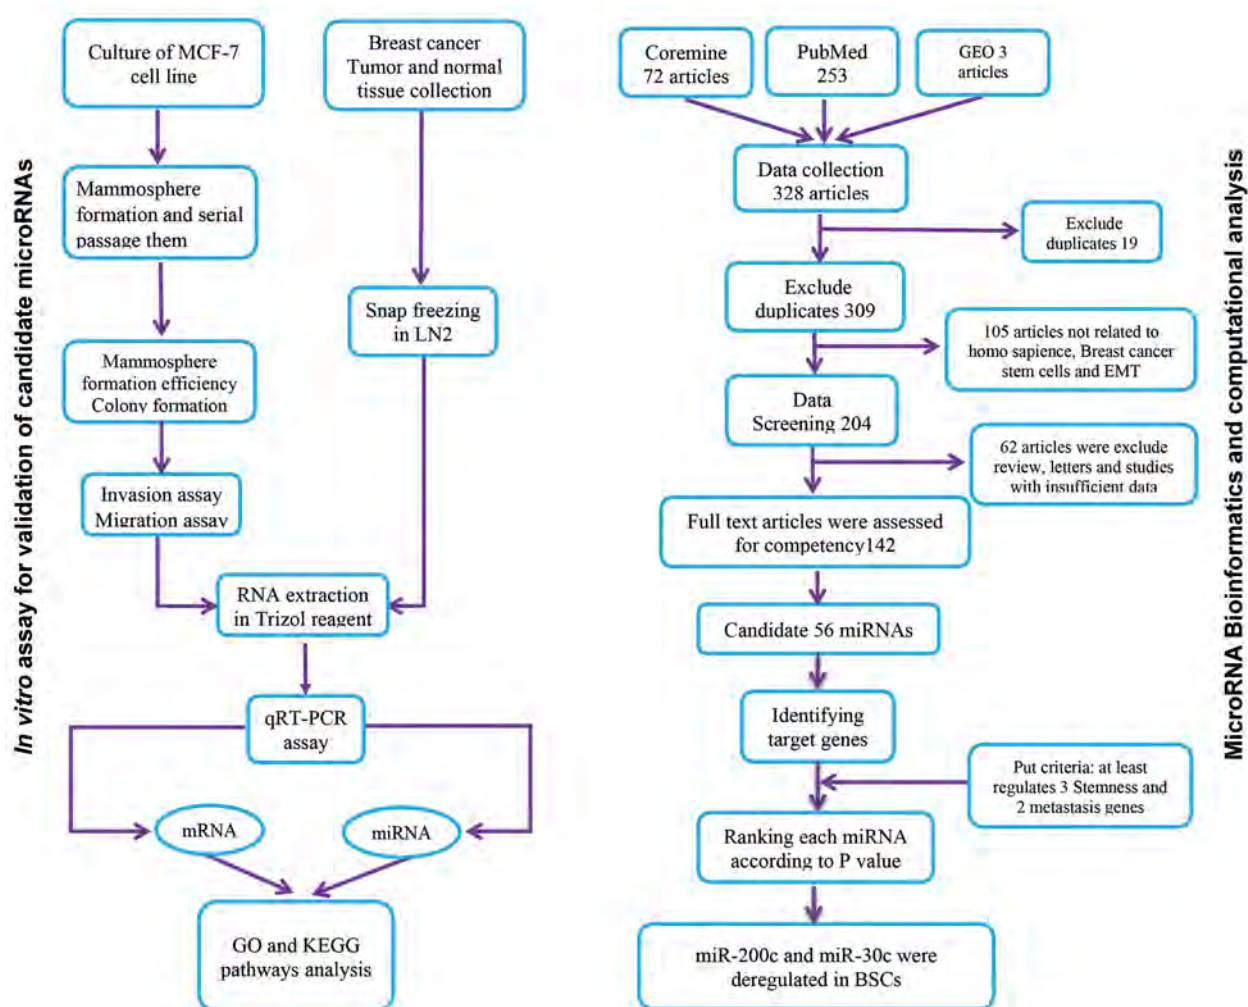 In vitro assay for validation of candidate microRNAs
Culture of MCF-7
cell line
Breast cancer
Tumor and normal
tissue collection
Mammosphere
formation and serial
passage them
Snap freezing
in LN2
Mammosphere
formation efficiency
Colony formation
Invasion assay
Migration assay
RNA extraction
in Trizol reagent
qRT-PCR
assay
mRNA
miRNA
GO and KEGG
pathways analysis
Coremine
72 articles
PubMed
253
GEO 3
articles
Data collection
328 articles
Exclude
duplicates 19
Exclude
duplicates 309
105 articles not related to
homo sapience, Breast cancer
stem cells and EMT
Data
Screening 204
62 articles were exclude
review, letters and studies
with insufficient data
Full text articles were assessed
for competency142
Candidate 56 miRNAs
Identifying
target genes
Put criteria: at least
regulates 3 Stemness and
2 metastasis genes
Ranking each miRNA
according to P value
miR-200c and miR-30c were
deregulated in BSCs
MicroRNA Bioinformatics and computational analysis